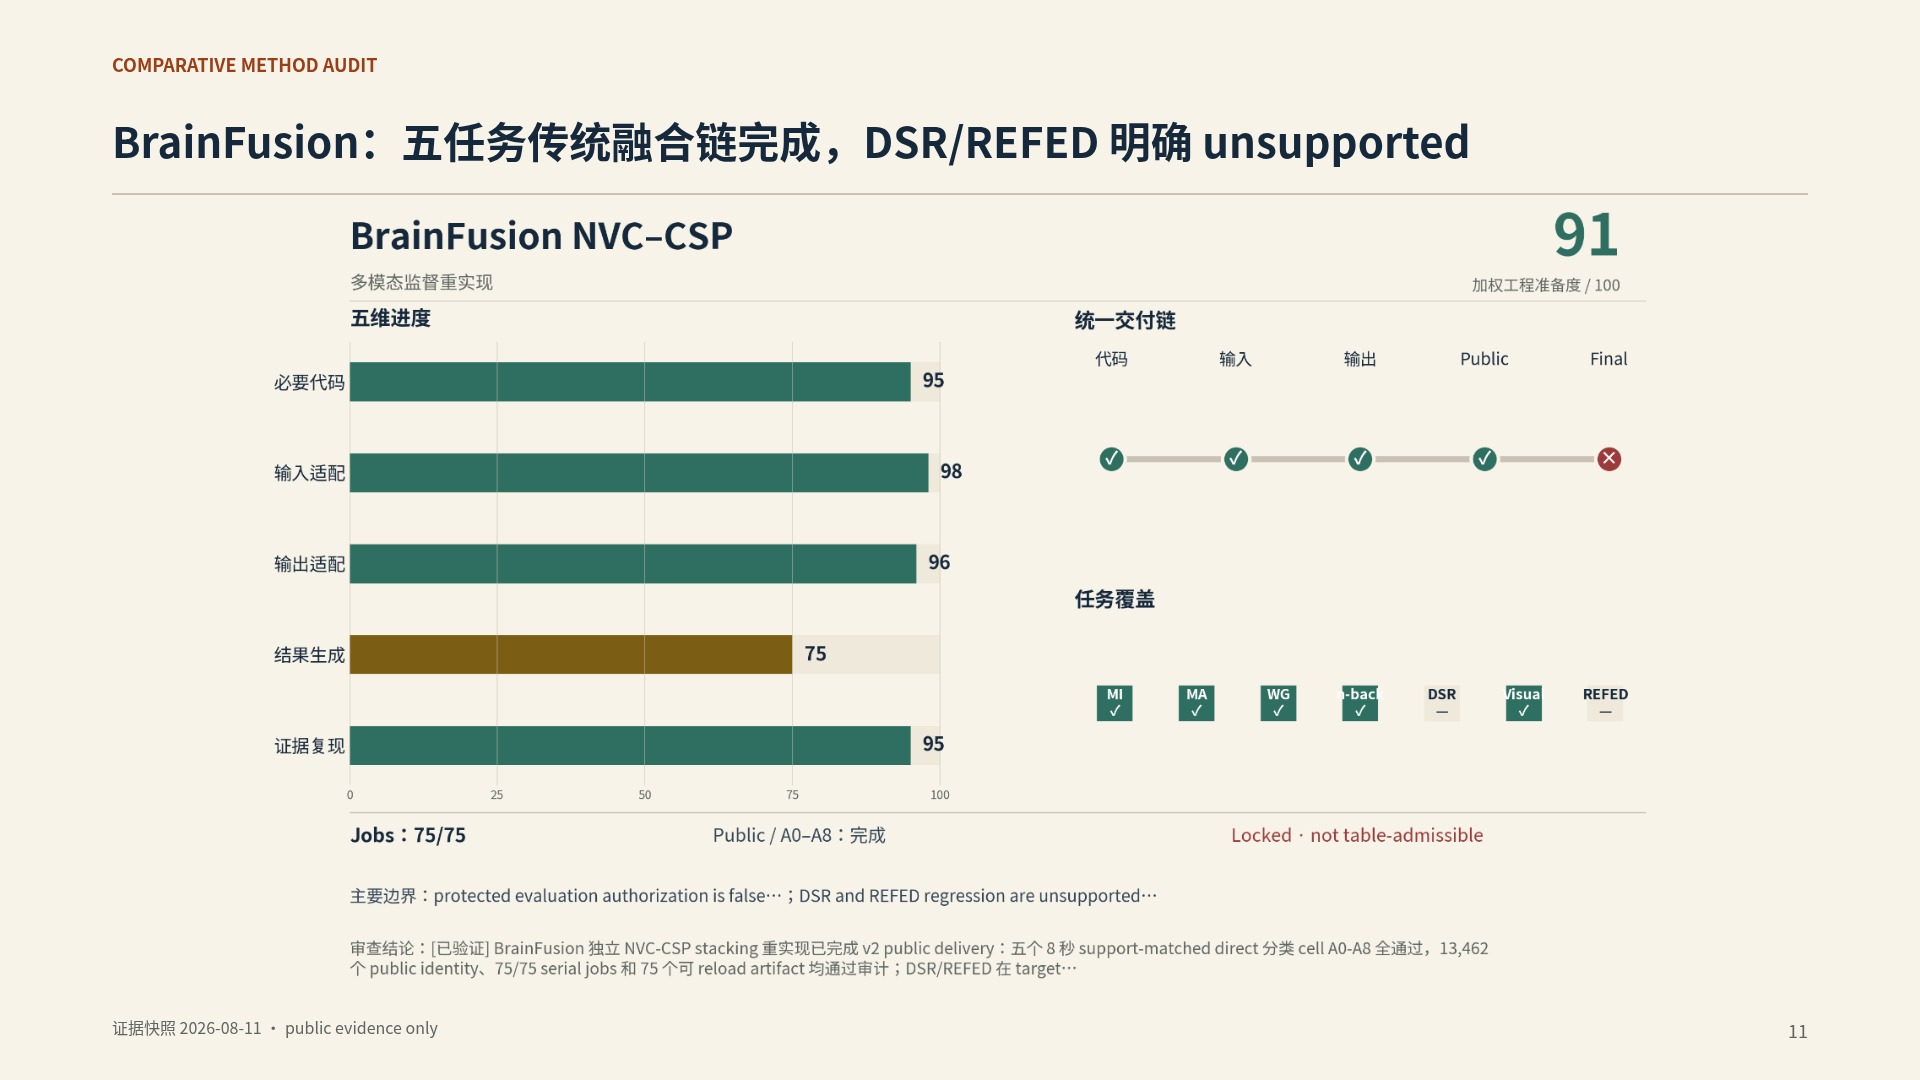 COMPARATIVE METHOD AUDIT
BrainFusion：五任务传统融合链完成，DSR/REFED 明确 unsupported
BrainFusion NVC–CSP
91
多模态监督重实现
加权工程准备度 / 100
五维进度
必要代码 95
输入适配 98
输出适配 96
结果生成 75
证据复现 95
0 25 50 75 100
统一交付链
代码 输入 输出 Public Final
✓ ✓ ✓ ✓ ✕
任务覆盖
MI MA WG n-back DSR Visual REFED
✓ ✓ ✓ ✓ — ✓ —
Jobs：75/75 Public / A0–A8：完成 Locked · not table-admissible
主要边界：protected evaluation authorization is false…；DSR and REFED regression are unsupported…
审查结论：[已验证] BrainFusion 独立 NVC-CSP stacking 重实现已完成 v2 public delivery：五个 8 秒 support-matched direct 分类 cell A0-A8 全通过，13,462
个 public identity、75/75 serial jobs 和 75 个可 reload artifact 均通过审计；DSR/REFED 在 target…
证据快照 2026-08-11 · public evidence only
11